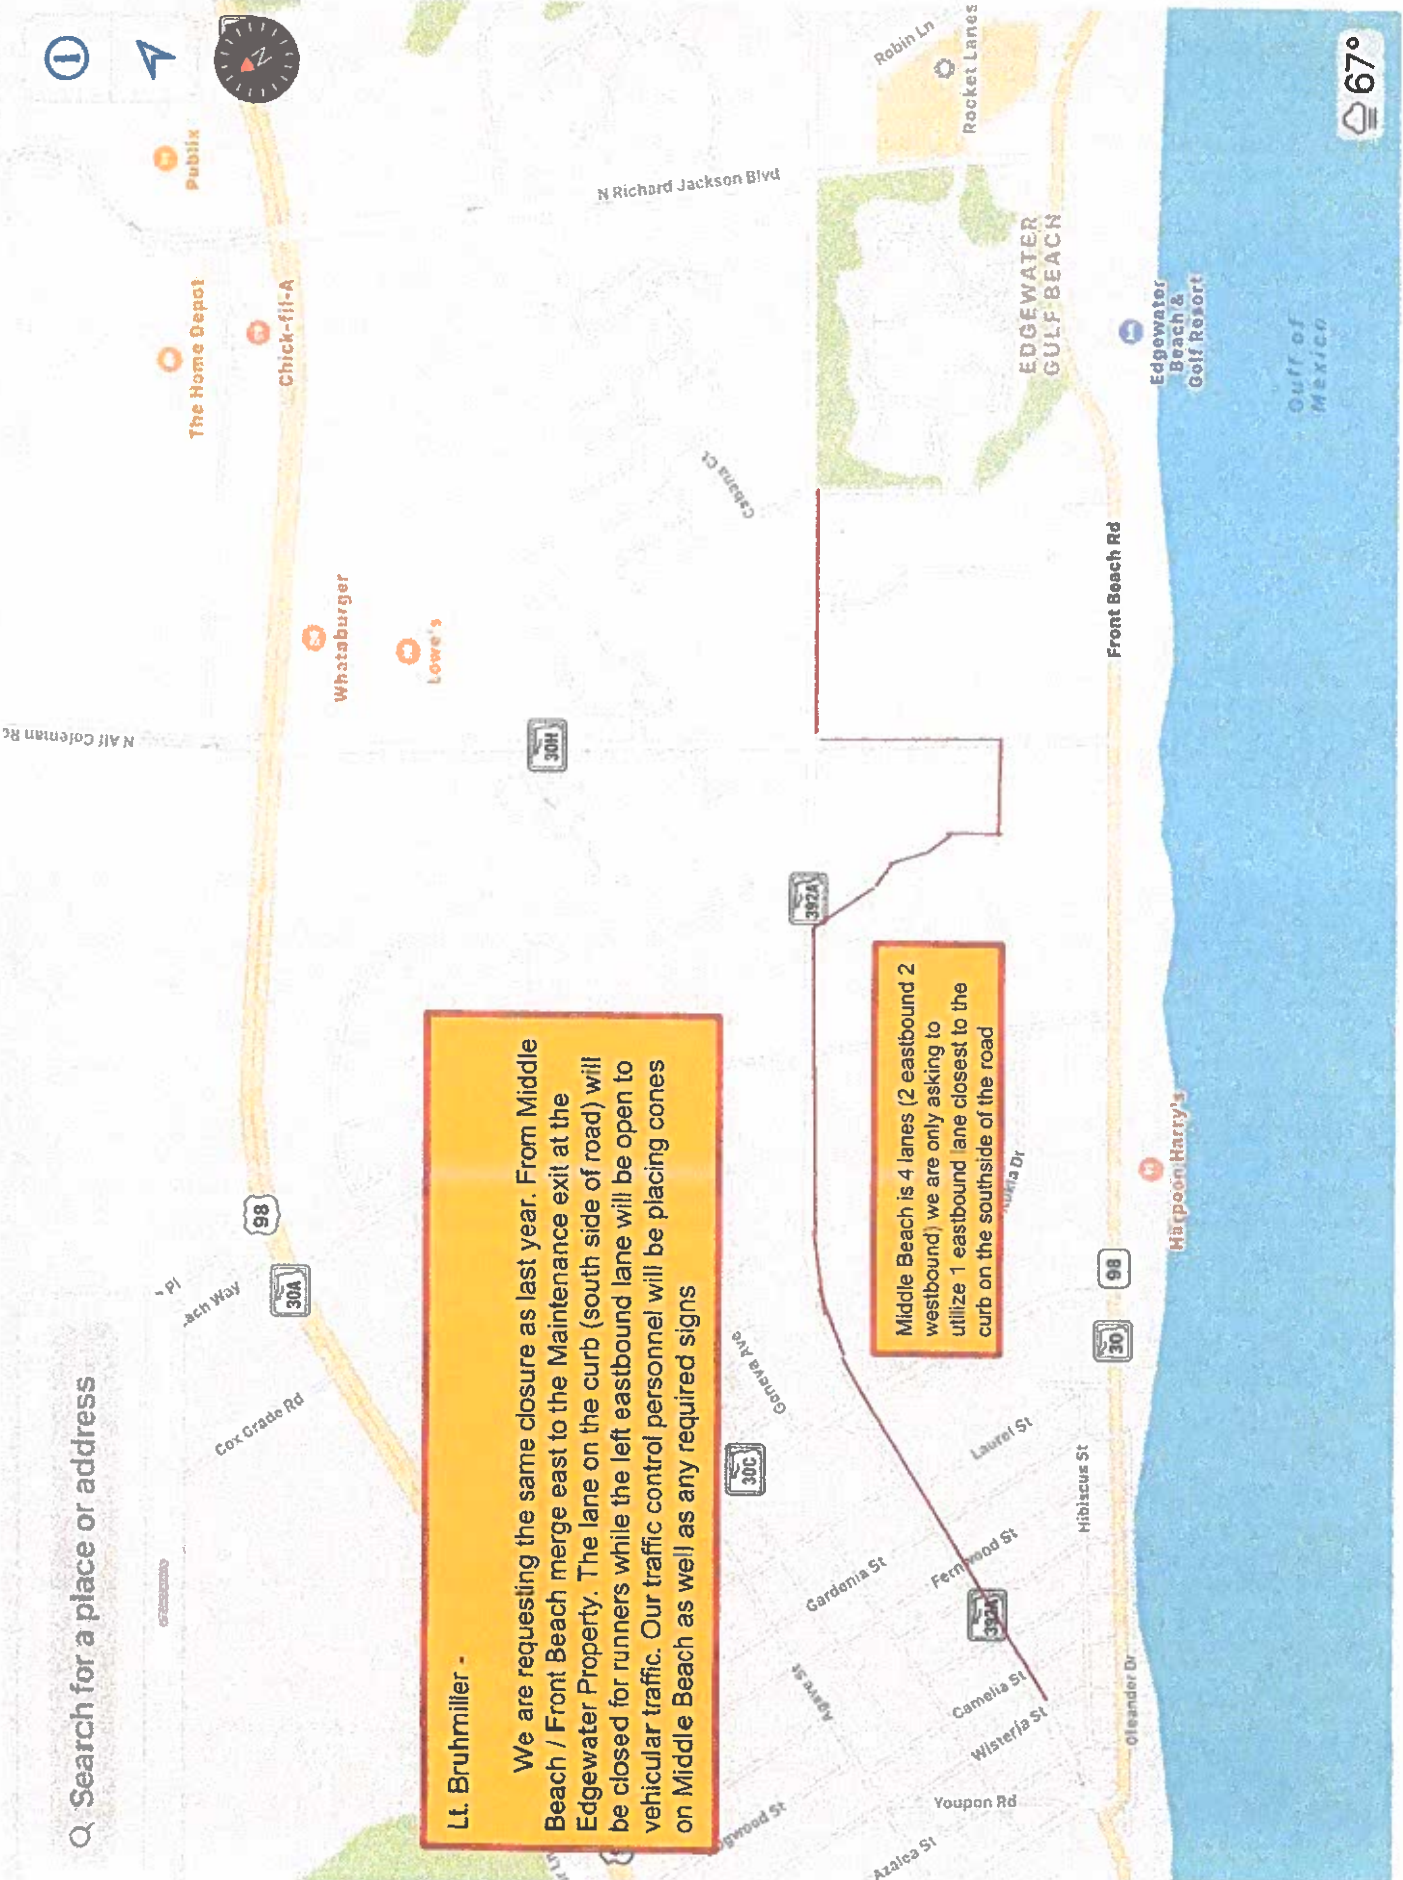 Search for a place or address
67°
Lt. Bruhmiller -
We are requesting the same closure as last year. From Middle
Beach / Front Beach merge east to the Maintenance exit at the
Edgewater Property. The lane on the curb (south side of road) will
be closed for runners while the left eastbound lane will be open to
vehicular traffic. Our traffic control personnel will be placing cones
on Middle Beach as well as any required signs
Middle Beach is 4 lanes (2 eastbound 2
westbound) we are only asking to
utilize 1 eastbound lane closest to the
curb on the southside of the road
N
Publix
The Home Depot
Chick-fil-A
Whataburger
Lowe's
N Alf Coleman Rd
98
30A
Pl
ach Way
Cox Grade Rd
30H
N Richard Jackson Blvd
Cabana Ct
Robin Ln
Rocket Lanes
EDGEWATER
GULF BEACH
Edgewater
Beach &
Golf Resort
Gulf of
Mexico
Front Beach Rd
392A
Geneva Ave
30C
Gardenia St
Fernwood St
392A
Laurel St
Hibiscus St
30
98
Harpoon Harry's
Agave St
Camelia St
Wisteria St
Oleander Dr
Youpon Rd
ogwood St
Azalea St